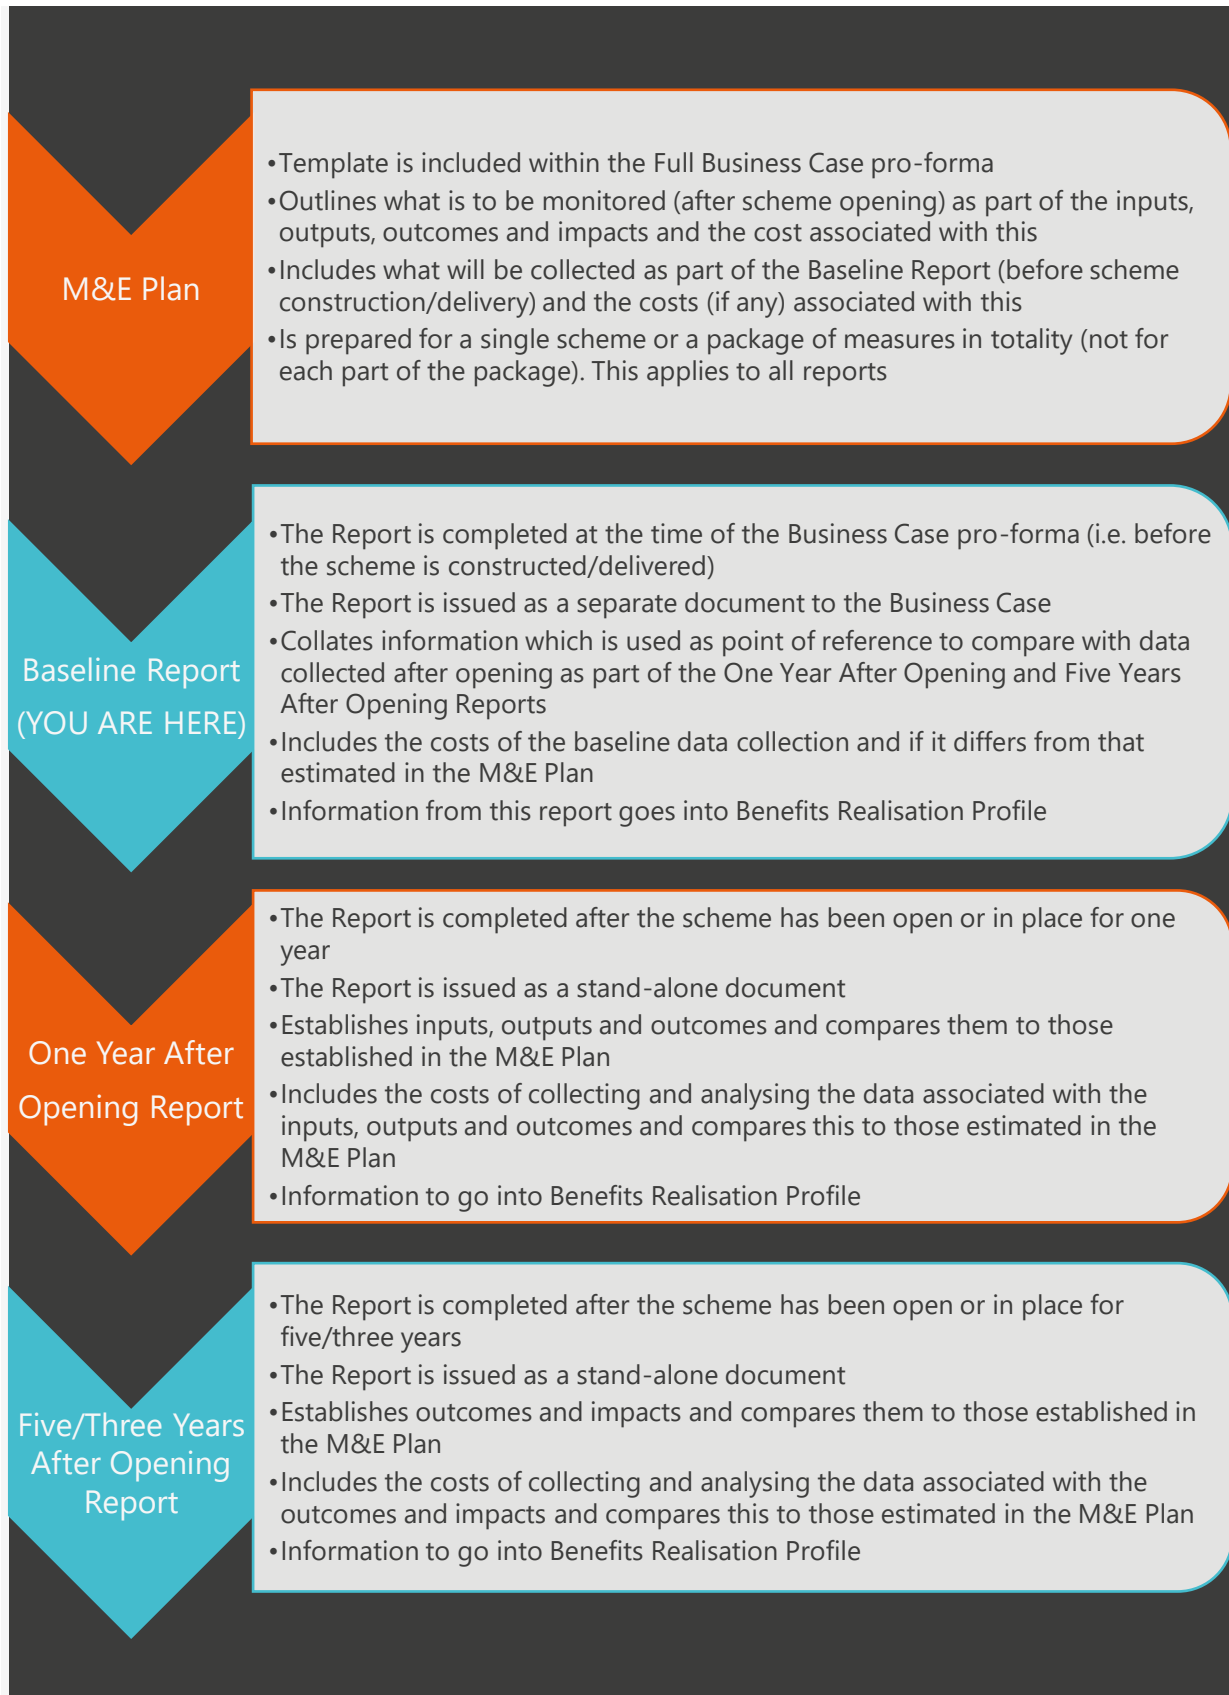 M&E Plan
•Template is included within the Full Business Case pro-forma
•Outlines what is to be monitored (after scheme opening) as part of the inputs,
outputs, outcomes and impacts and the cost associated with this
•Includes what will be collected as part of the Baseline Report (before scheme
construction/delivery) and the costs (if any) associated with this
•Is prepared for a single scheme or a package of measures in totality (not for
each part of the package). This applies to all reports
Baseline Report
(YOU ARE HERE)
•The Report is completed at the time of the Business Case pro-forma (i.e. before
the scheme is constructed/delivered)
•The Report is issued as a separate document to the Business Case
•Collates information which is used as point of reference to compare with data
collected after opening as part of the One Year After Opening and Five Years
After Opening Reports
•Includes the costs of the baseline data collection and if it differs from that
estimated in the M&E Plan
•Information from this report goes into Benefits Realisation Profile
One Year After
Opening Report
•The Report is completed after the scheme has been open or in place for one
year
•The Report is issued as a stand-alone document
•Establishes inputs, outputs and outcomes and compares them to those
established in the M&E Plan
•Includes the costs of collecting and analysing the data associated with the
inputs, outputs and outcomes and compares this to those estimated in the
M&E Plan
•Information to go into Benefits Realisation Profile
Five/Three Years
After Opening
Report
•The Report is completed after the scheme has been open or in place for
five/three years
•The Report is issued as a stand-alone document
•Establishes outcomes and impacts and compares them to those established in
the M&E Plan
•Includes the costs of collecting and analysing the data associated with the
outcomes and impacts and compares this to those estimated in the M&E Plan
•Information to go into Benefits Realisation Profile